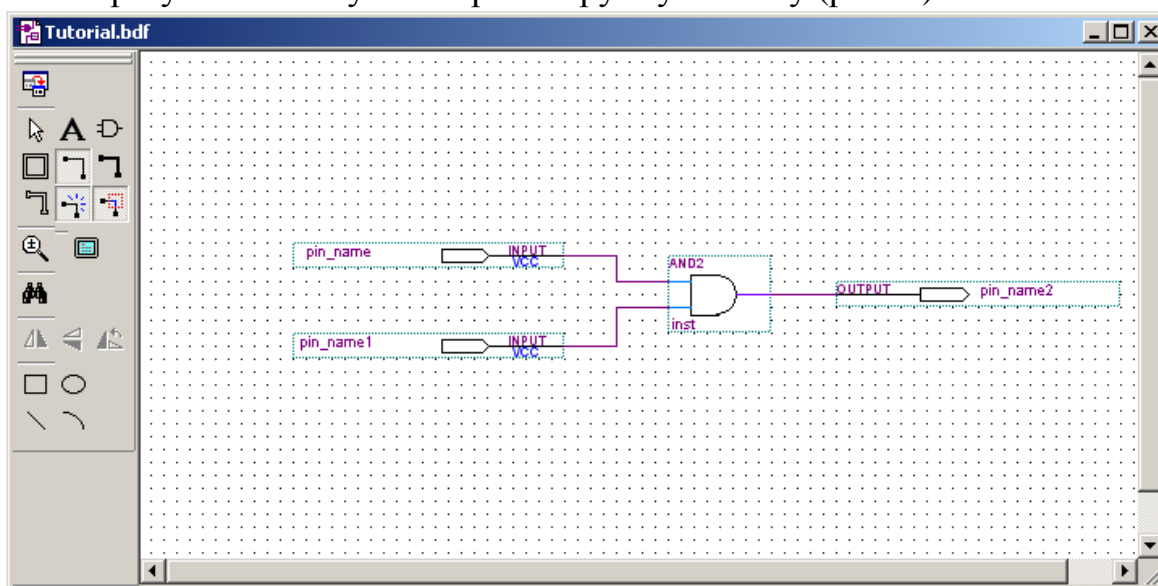 Tutorial.bdf
A
pin_name
INPUT
VCC
AND2
inst
OUTPUT
pin_name2
pin_name1
INPUT
VCC